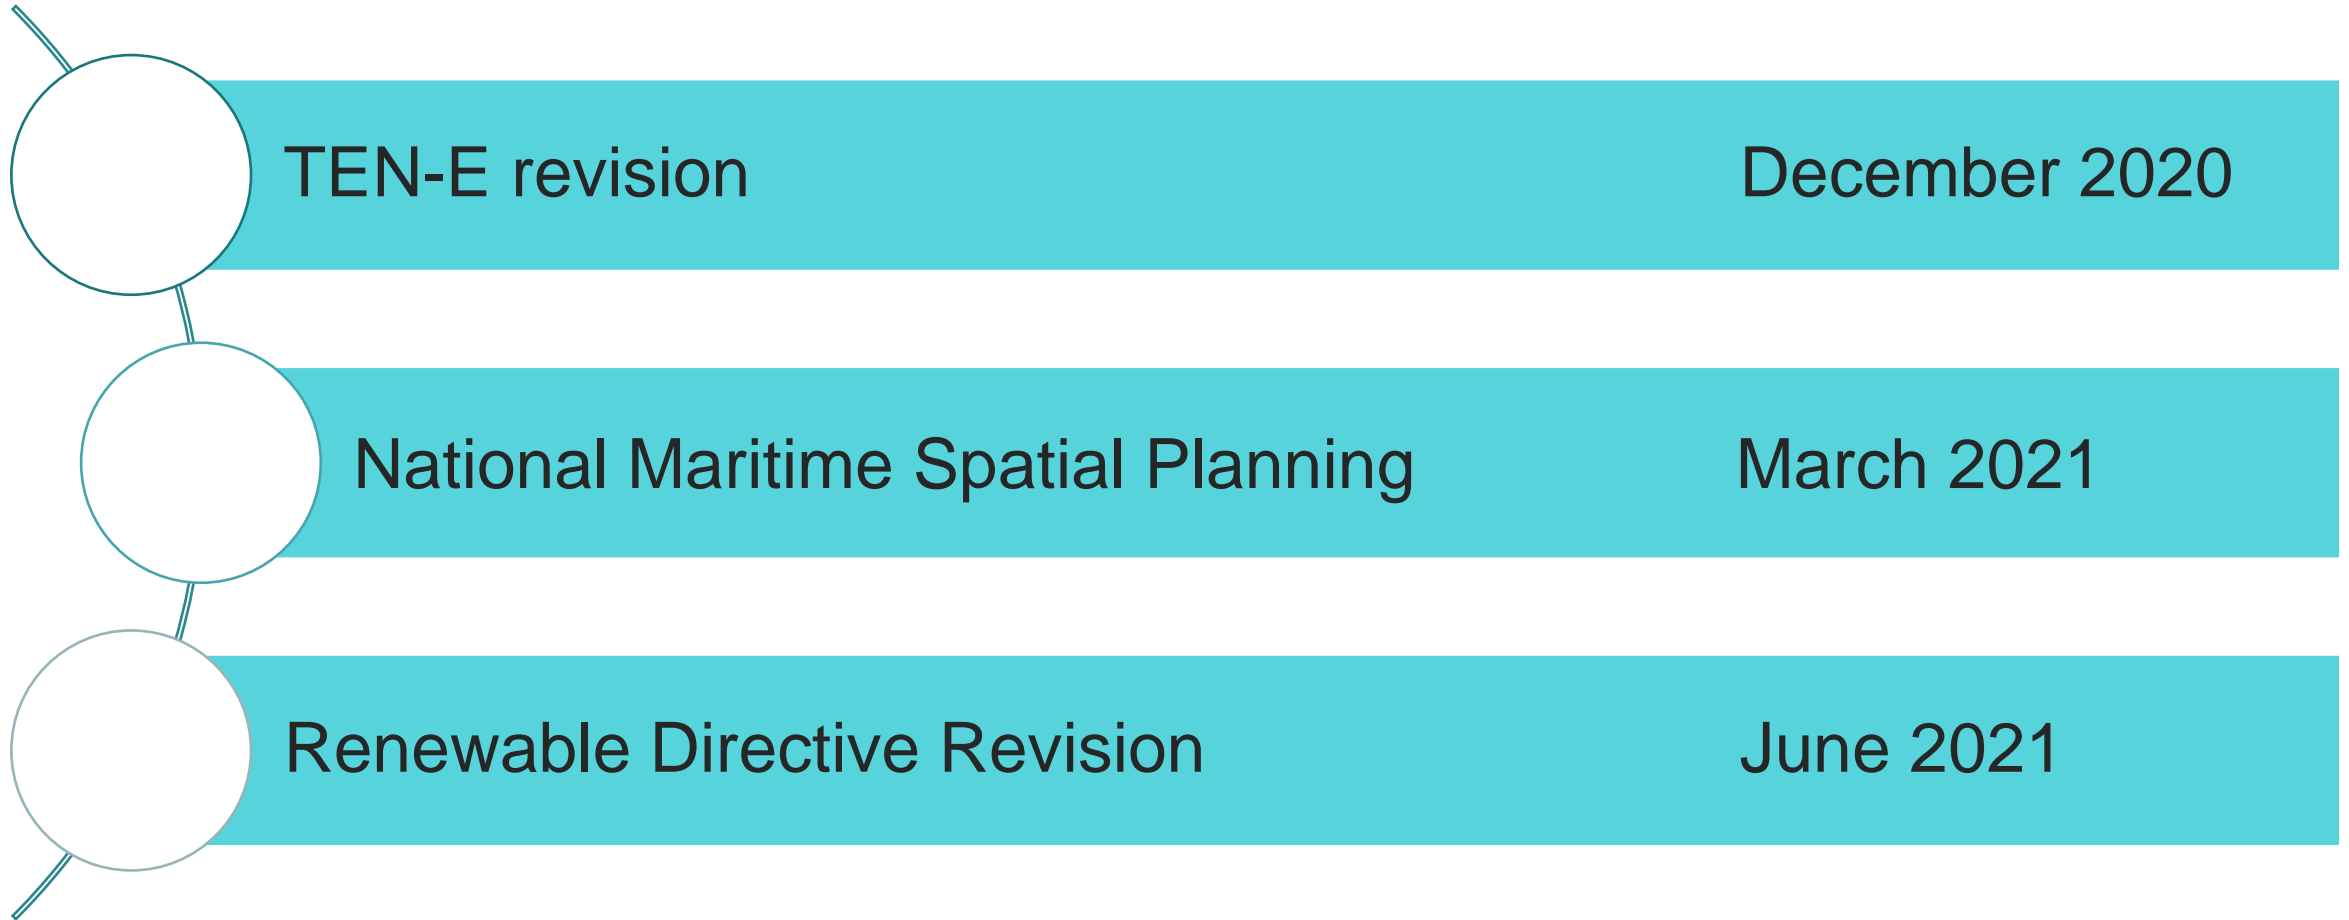 TEN-E revision December 2020
National Maritime Spatial Planning March 2021
Renewable Directive Revision June 2021